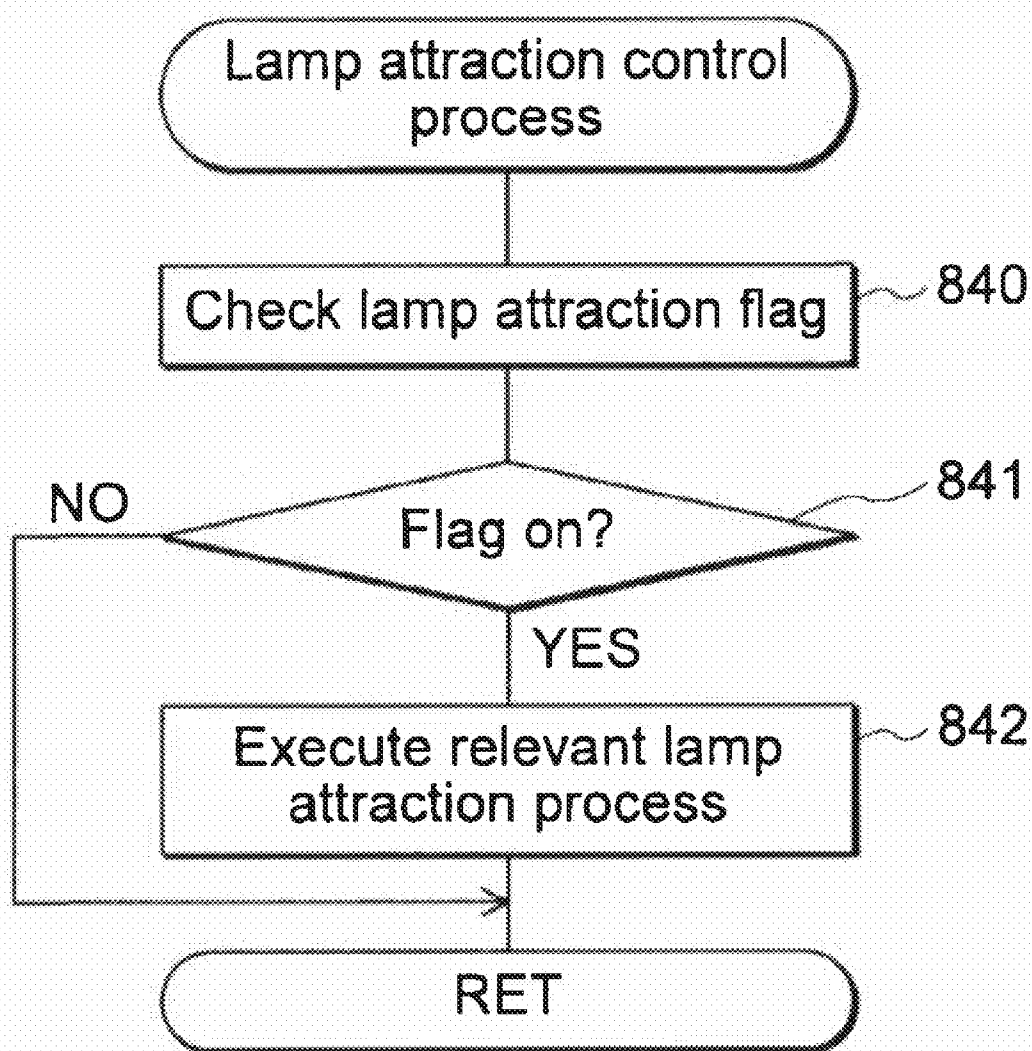 Lamp attraction control
process
Check lamp attraction flag
840
841
NO
Flag on?
YES
842
Execute relevant lamp
attraction process
RET